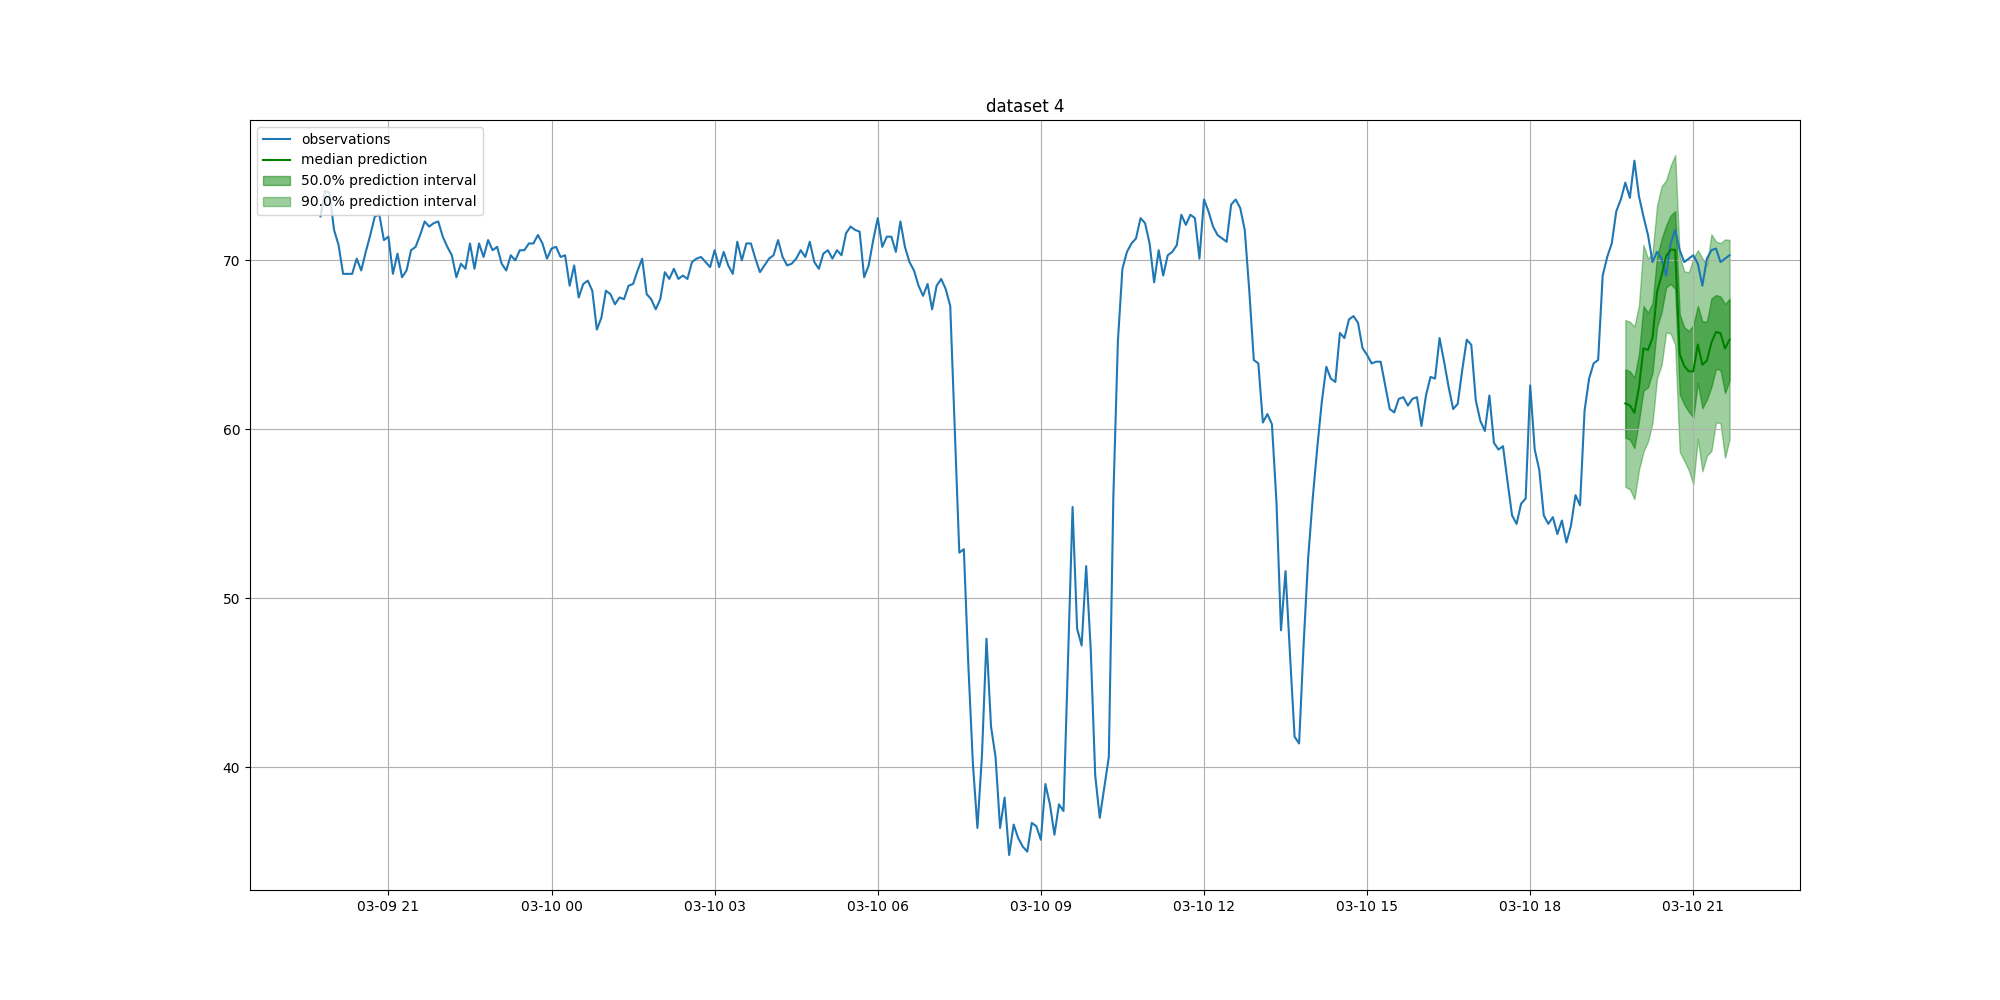 dataset 4
observations
median prediction
50.0% prediction interval
90.0% prediction interval
70
60
50
40
03-09 21
03-10 00
03-10 03
03-10 06
03-10 09
03-10 12
03-10 15
03-10 18
03-10 21